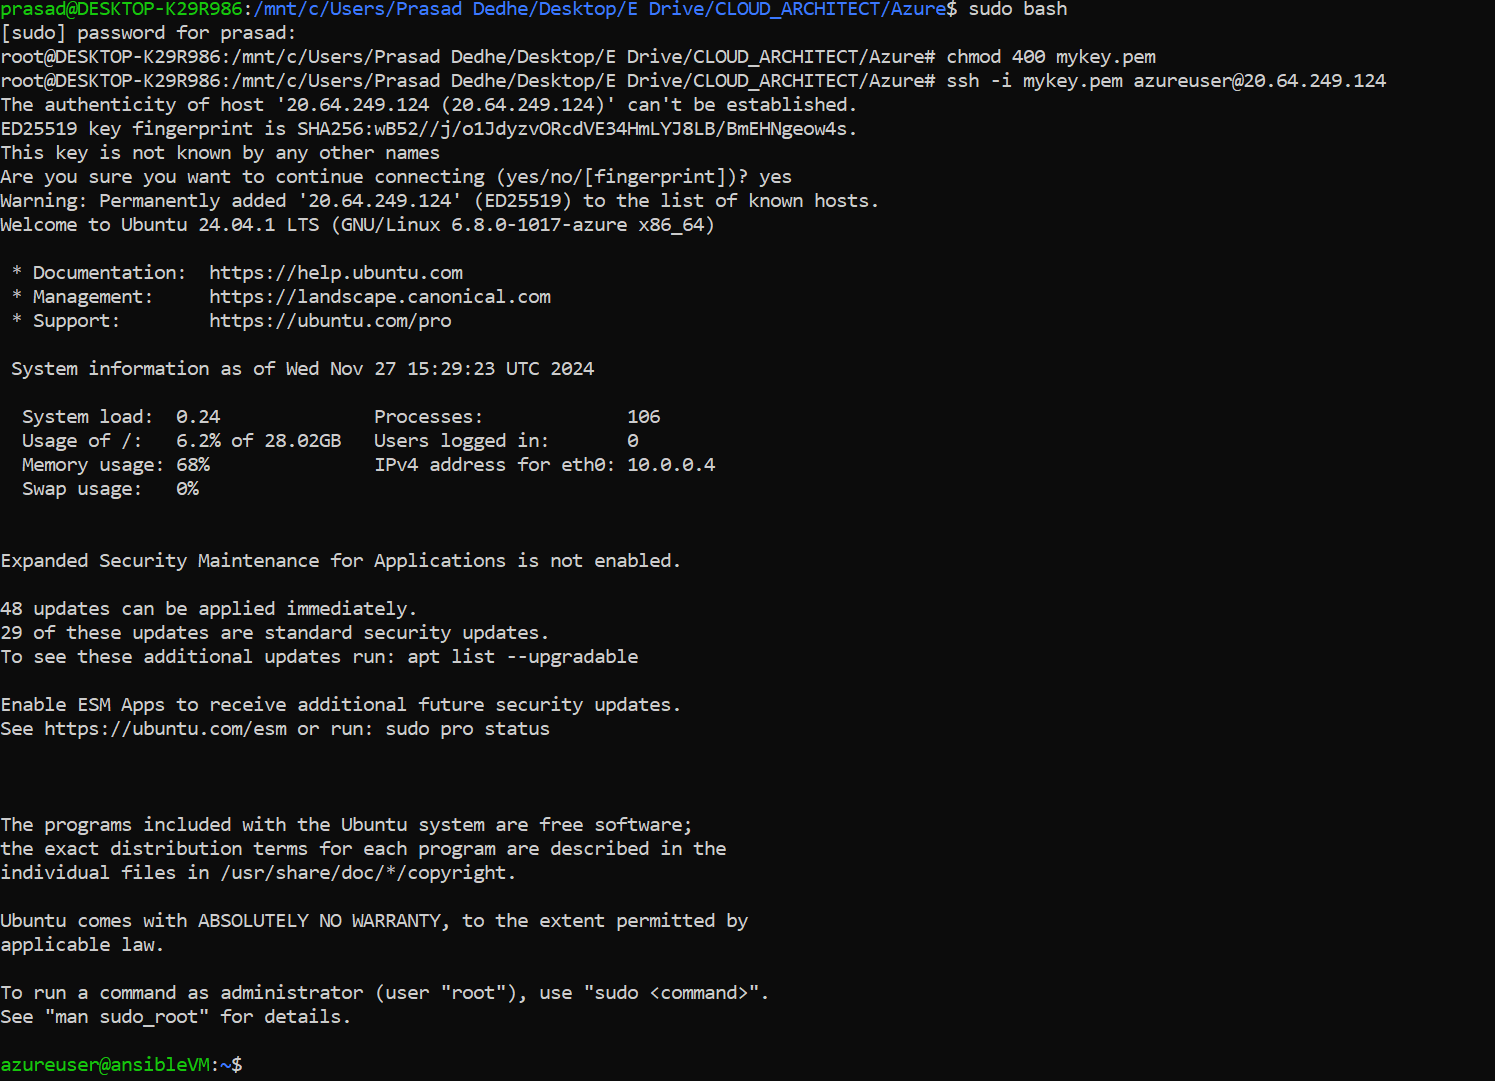 prasad@DESKTOP-K29R986:/mnt/c/Users/Prasad Dedhe/Desktop/E Drive/CLOUD_ARCHITECT/Azure$ sudo bash
[sudo] password for prasad:
root@DESKTOP-K29R986:/mnt/c/Users/Prasad Dedhe/Desktop/E Drive/CLOUD_ARCHITECT/Azure# chmod 400 mykey.pem
root@DESKTOP-K29R986:/mnt/c/Users/Prasad Dedhe/Desktop/E Drive/CLOUD_ARCHITECT/Azure# ssh -i mykey.pem azureuser@20.64.249.124
The authenticity of host '20.64.249.124 (20.64.249.124)' can't be established.
ED25519 key fingerprint is SHA256:wB52//j/o1JdyzvORcdVE34HmLYJ8LB/BmEHNgeow4s.
This key is not known by any other names
Are you sure you want to continue connecting (yes/no/[fingerprint])? yes
Warning: Permanently added '20.64.249.124' (ED25519) to the list of known hosts.
Welcome to Ubuntu 24.04.1 LTS (GNU/Linux 6.8.0-1017-azure x86_64)

 * Documentation:  https://help.ubuntu.com
 * Management:     https://landscape.canonical.com
 * Support:        https://ubuntu.com/pro

 System information as of Wed Nov 27 15:29:23 UTC 2024

  System load:  0.24              Processes:             106
  Usage of /:   6.2% of 28.02GB   Users logged in:       0
  Memory usage: 68%               IPv4 address for eth0: 10.0.0.4
  Swap usage:   0%

Expanded Security Maintenance for Applications is not enabled.

48 updates can be applied immediately.
29 of these updates are standard security updates.
To see these additional updates run: apt list --upgradable

Enable ESM Apps to receive additional future security updates.
See https://ubuntu.com/esm or run: sudo pro status

The programs included with the Ubuntu system are free software;
the exact distribution terms for each program are described in the
individual files in /usr/share/doc/*/copyright.

Ubuntu comes with ABSOLUTELY NO WARRANTY, to the extent permitted by
applicable law.

To run a command as administrator (user "root"), use "sudo <command>".
See "man sudo_root" for details.

azureuser@ansibleVM:~$